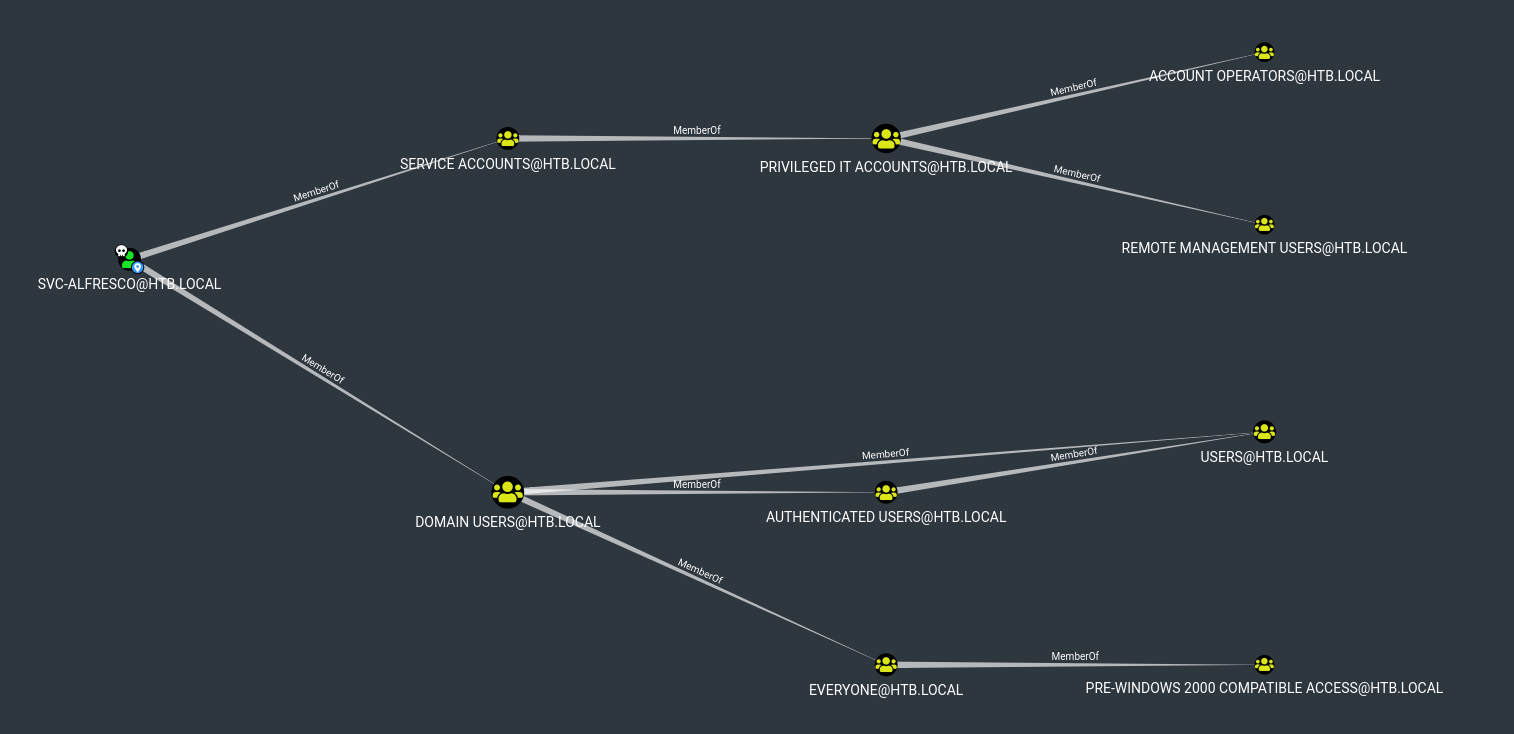 ACCOUNT OPERATORS@HTB.LOCAL
MemberOf
MemberOf
SERVICE ACCOUNTS@HTB.LOCAL
PRIVILEGED IT ACCOUNTS@HTB.LOCAL
MemberOf
MemberOf
REMOTE MANAGEMENT USERS@HTB.LOCAL
SVC-ALFRESCO@HTB.LOCAL
MemberOf
MemberOf
MemberOf
USERS@HTB.LOCAL
MemberOf
DOMAIN USERS@HTB.LOCAL
AUTHENTICATED USERS@HTB.LOCAL
MemberOf
MemberOf
EVERYONE@HTB.LOCAL
PRE-WINDOWS 2000 COMPATIBLE ACCESS@HTB.LOCAL